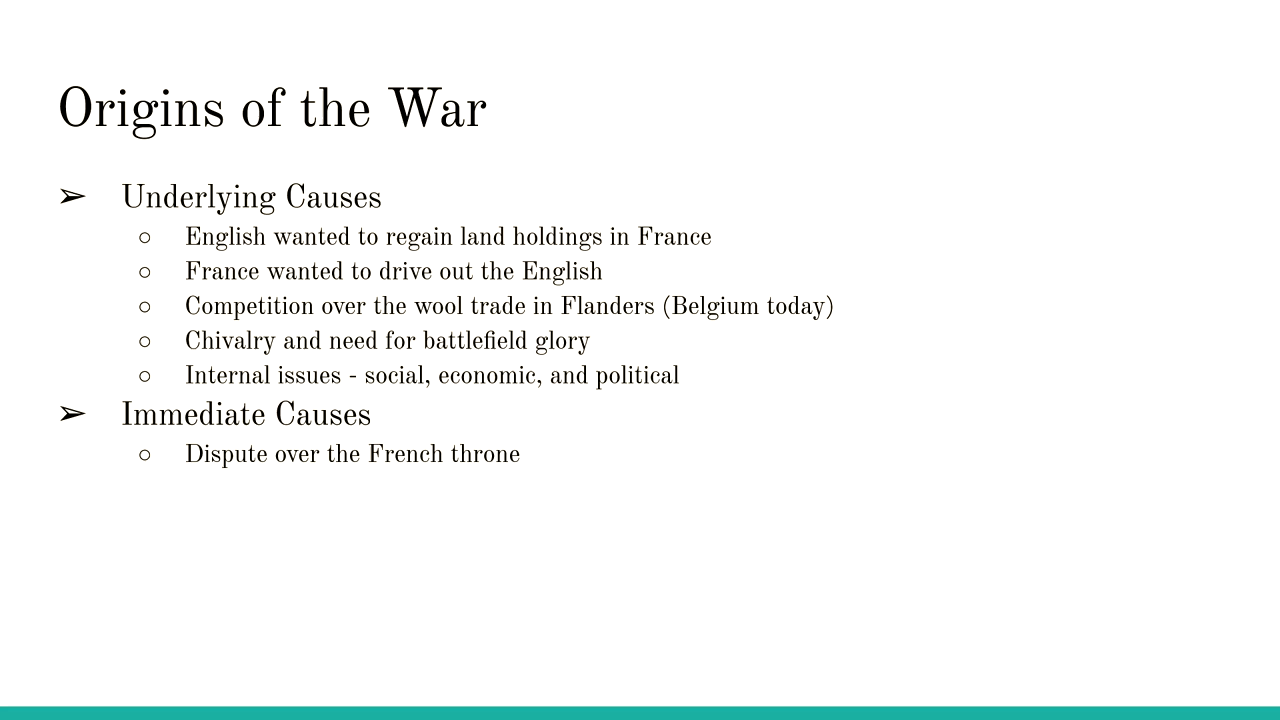 Origins of the War
➢ Underlying Causes
○ English wanted to regain land holdings in France
○ France wanted to drive out the English
○ Competition over the wool trade in Flanders (Belgium today)
○ Chivalry and need for battlefield glory
○ Internal issues - social, economic, and political
➢ Immediate Causes
○ Dispute over the French throne